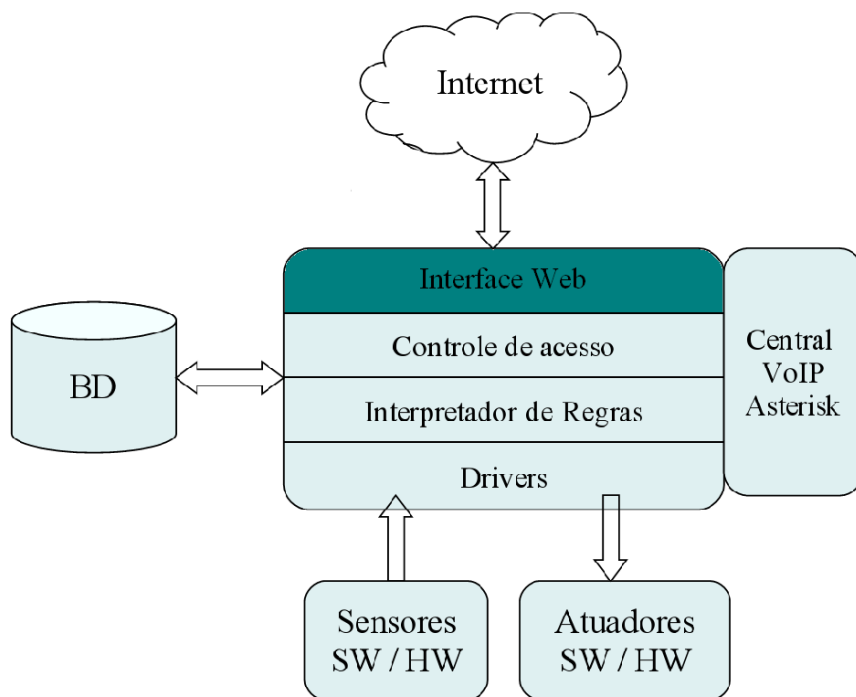 Internet
Interface Web
Controle de acesso
Interpretador de Regras
Drivers
BD
Central
VoIP
Asterisk
Sensores
SW / HW
Atuadores
SW / HW